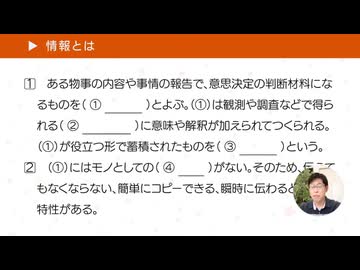 ▶ 情報とは
1 ある物事の内容や事情の報告で、意思決定の判断材料にな
るものを( ① ______ )とよぶ。(①)は観測や調査などで得ら
れる( ② ________ )に意味や解釈が加えられてつくられる。
(①)が役立つ形で蓄積されたものを( ③ ______ )という。
2 (①)にはモノとしての( ④ ____ )がない。そのため、
もなくならない、簡単にコピーできる、瞬時に伝わると
特性がある。